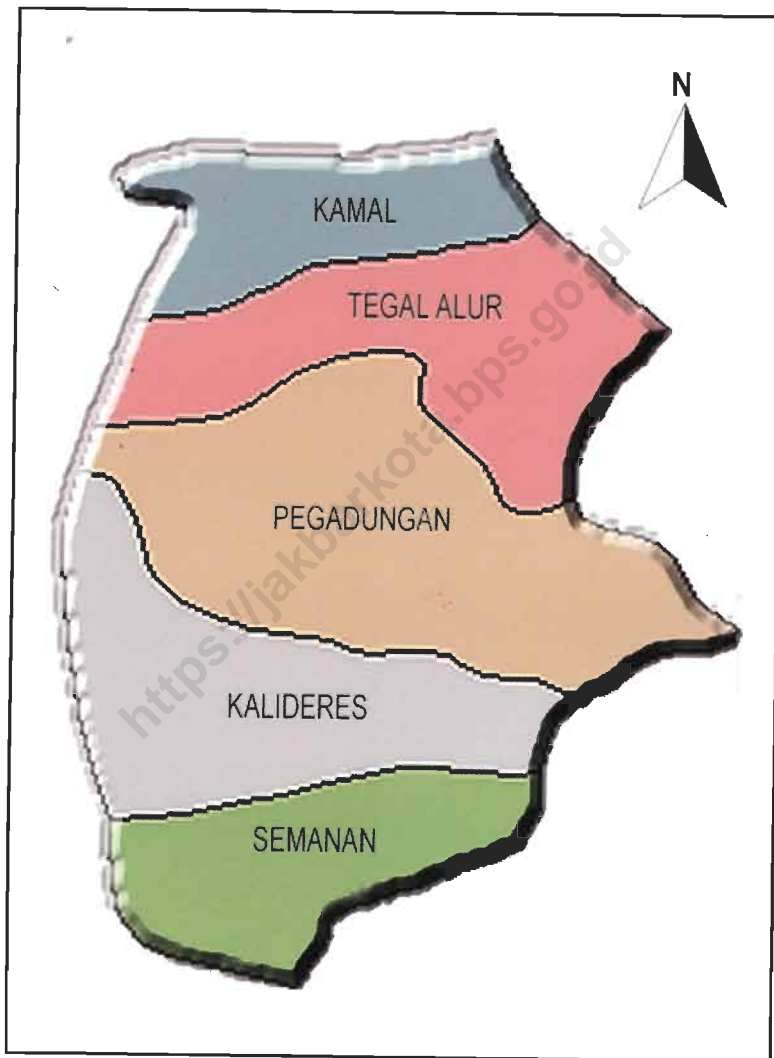 N
KAMAL
TEGAL ALUR
PEGADUNGAN
KALIDERES
SEMANAN
https://jakbarkota.bps.go.id